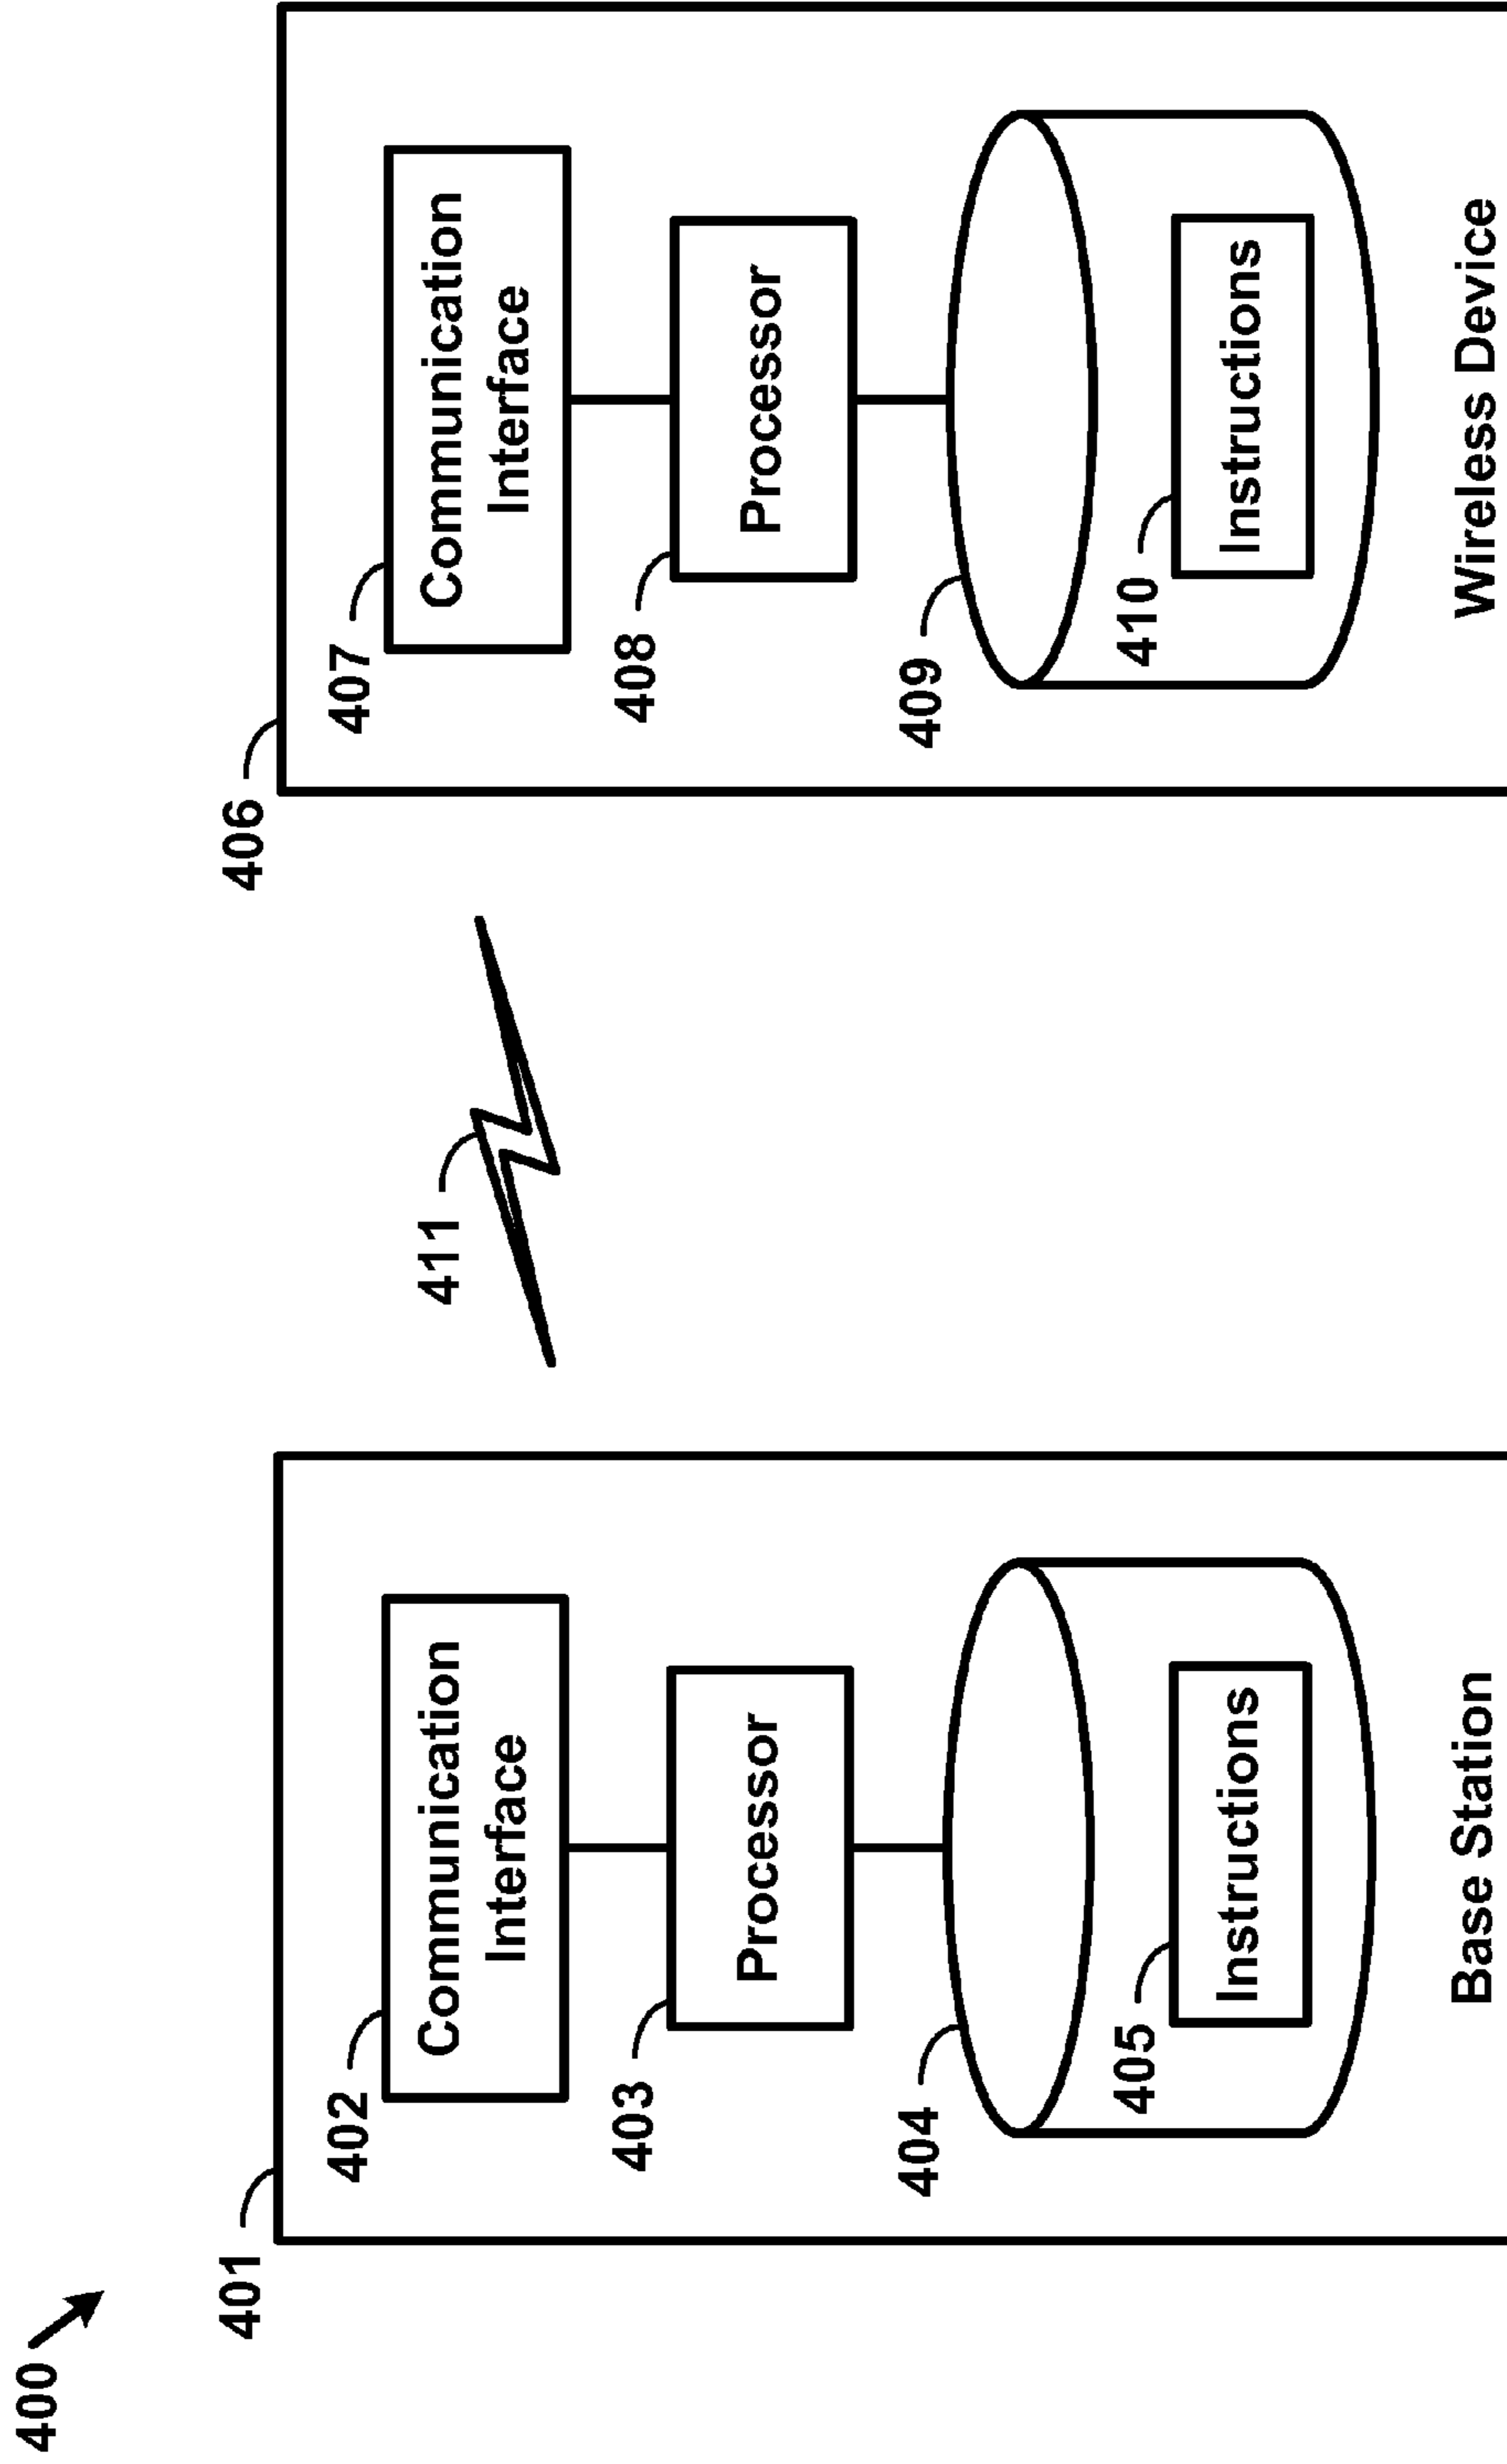 400
401
402
Communication
Interface
403
Processor
404
405
Instructions
Base Station
411
406
407
Communication
Interface
408
Processor
409
410
Instructions
Wireless Device